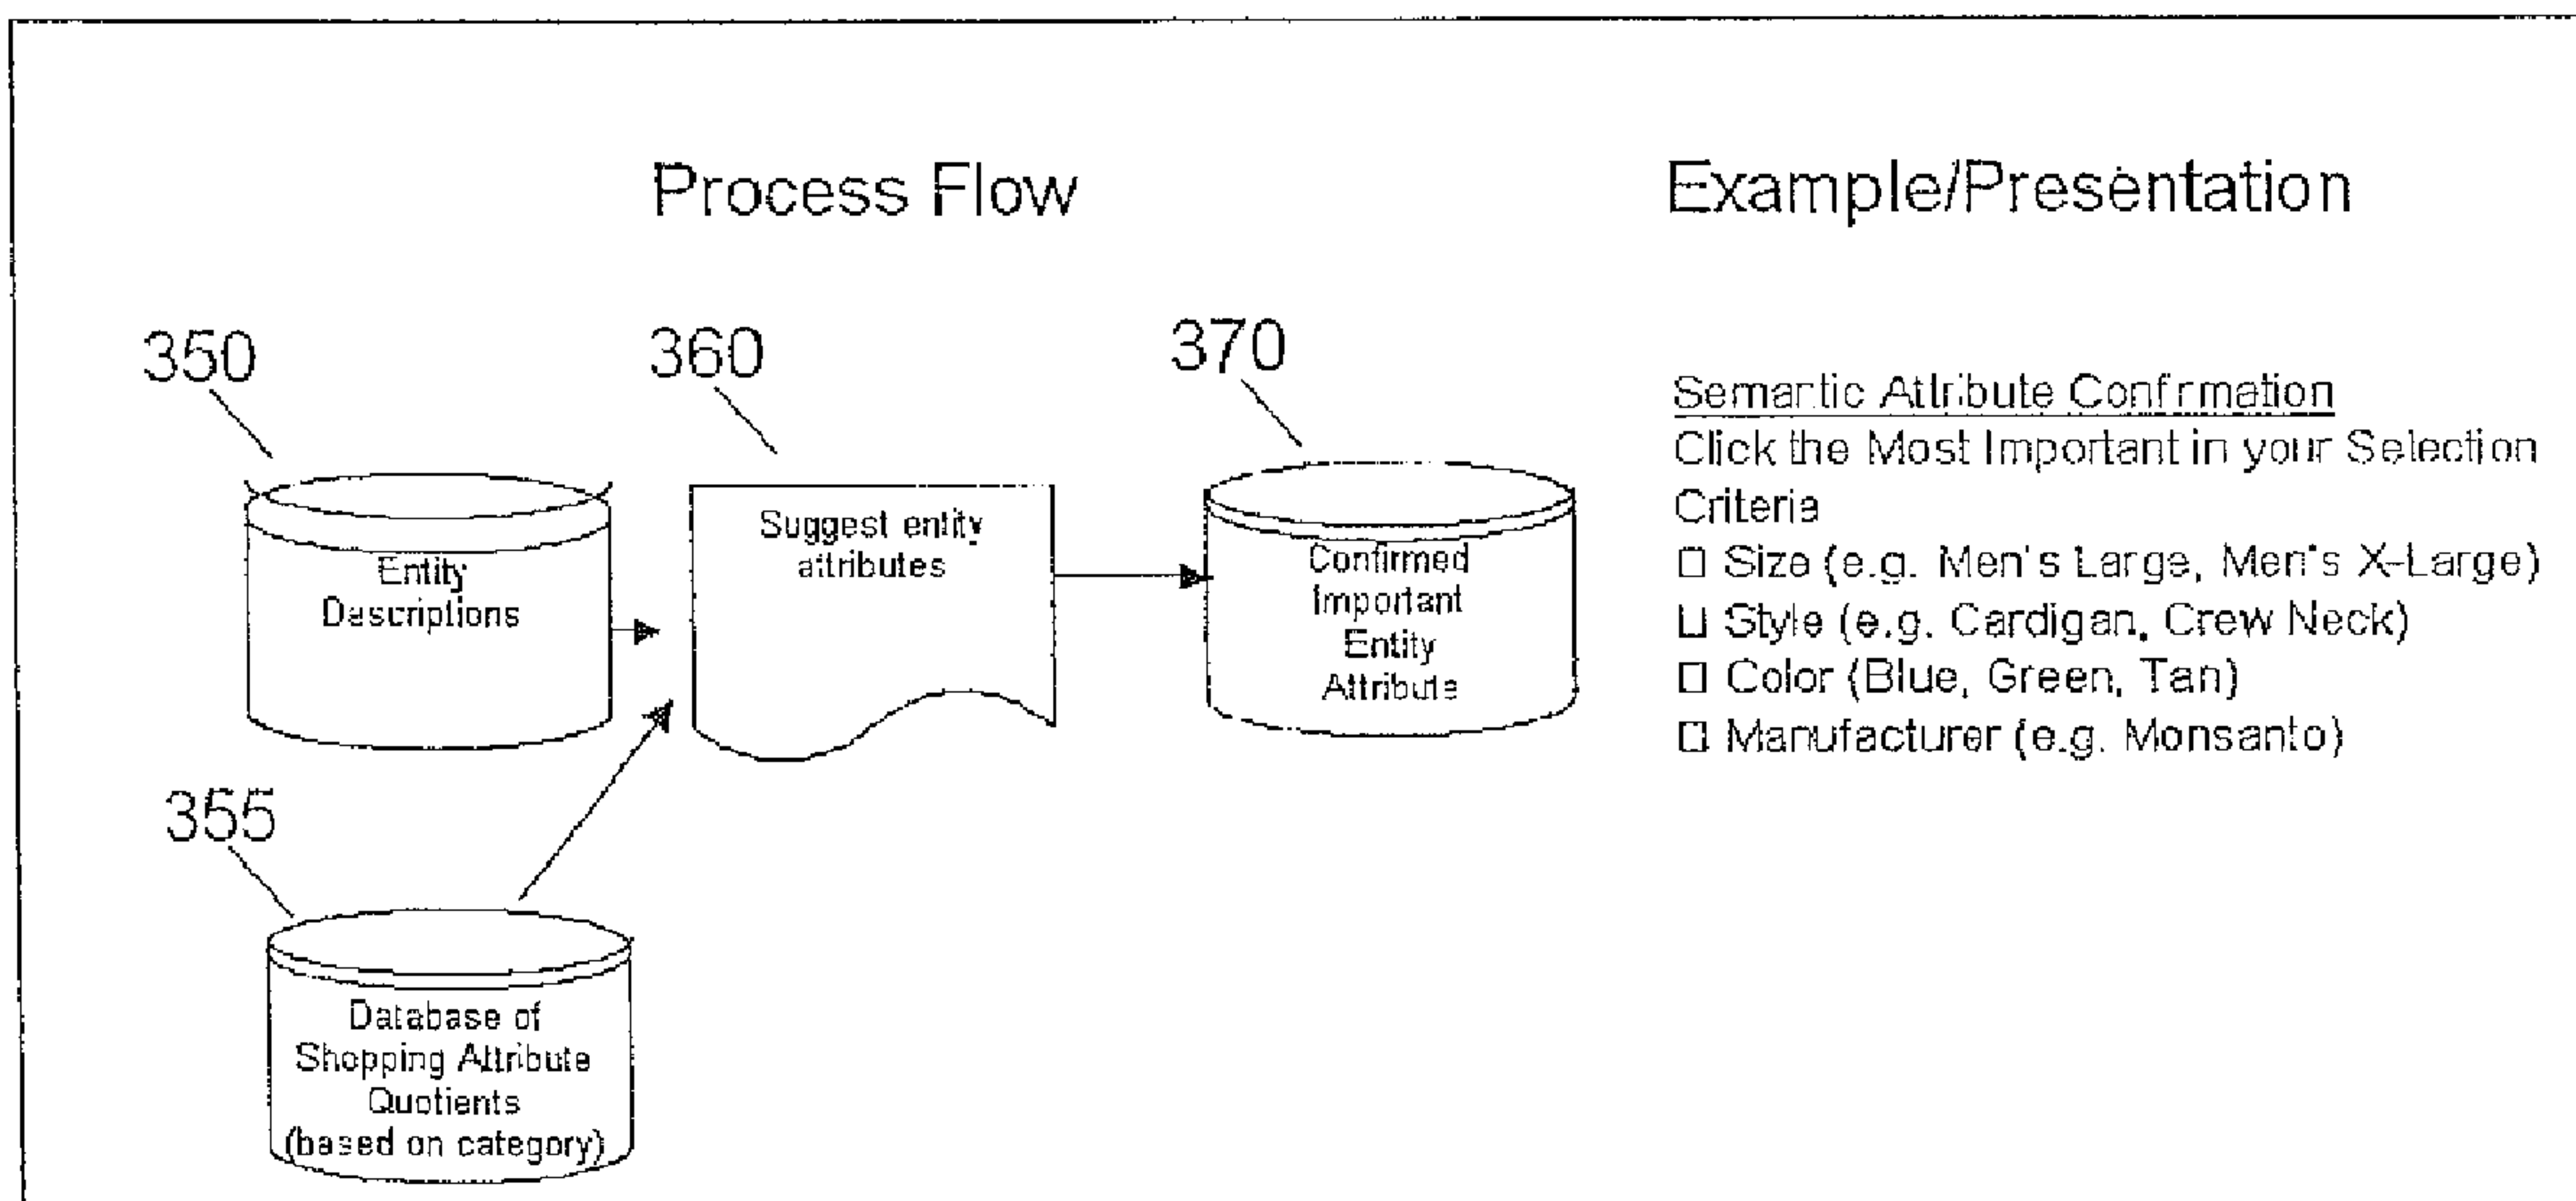 Process Flow
Example/Presentation
350
360
370
Entity
Descriptions
Suggest entity
attributes
Confirmed
Important
Entity
Attribute
355
Database of
Shopping Attribute
Quotients
(based on category)
Semantic Attribute Confirmation
Click the Most Important in your Selection
Criteria
□ Size (e.g. Men's Large, Men's X-Large)
□ Style (e.g. Cardigan, Crew Neck)
□ Color (Blue, Green, Tan)
□ Manufacturer (e.g. Monsanto)